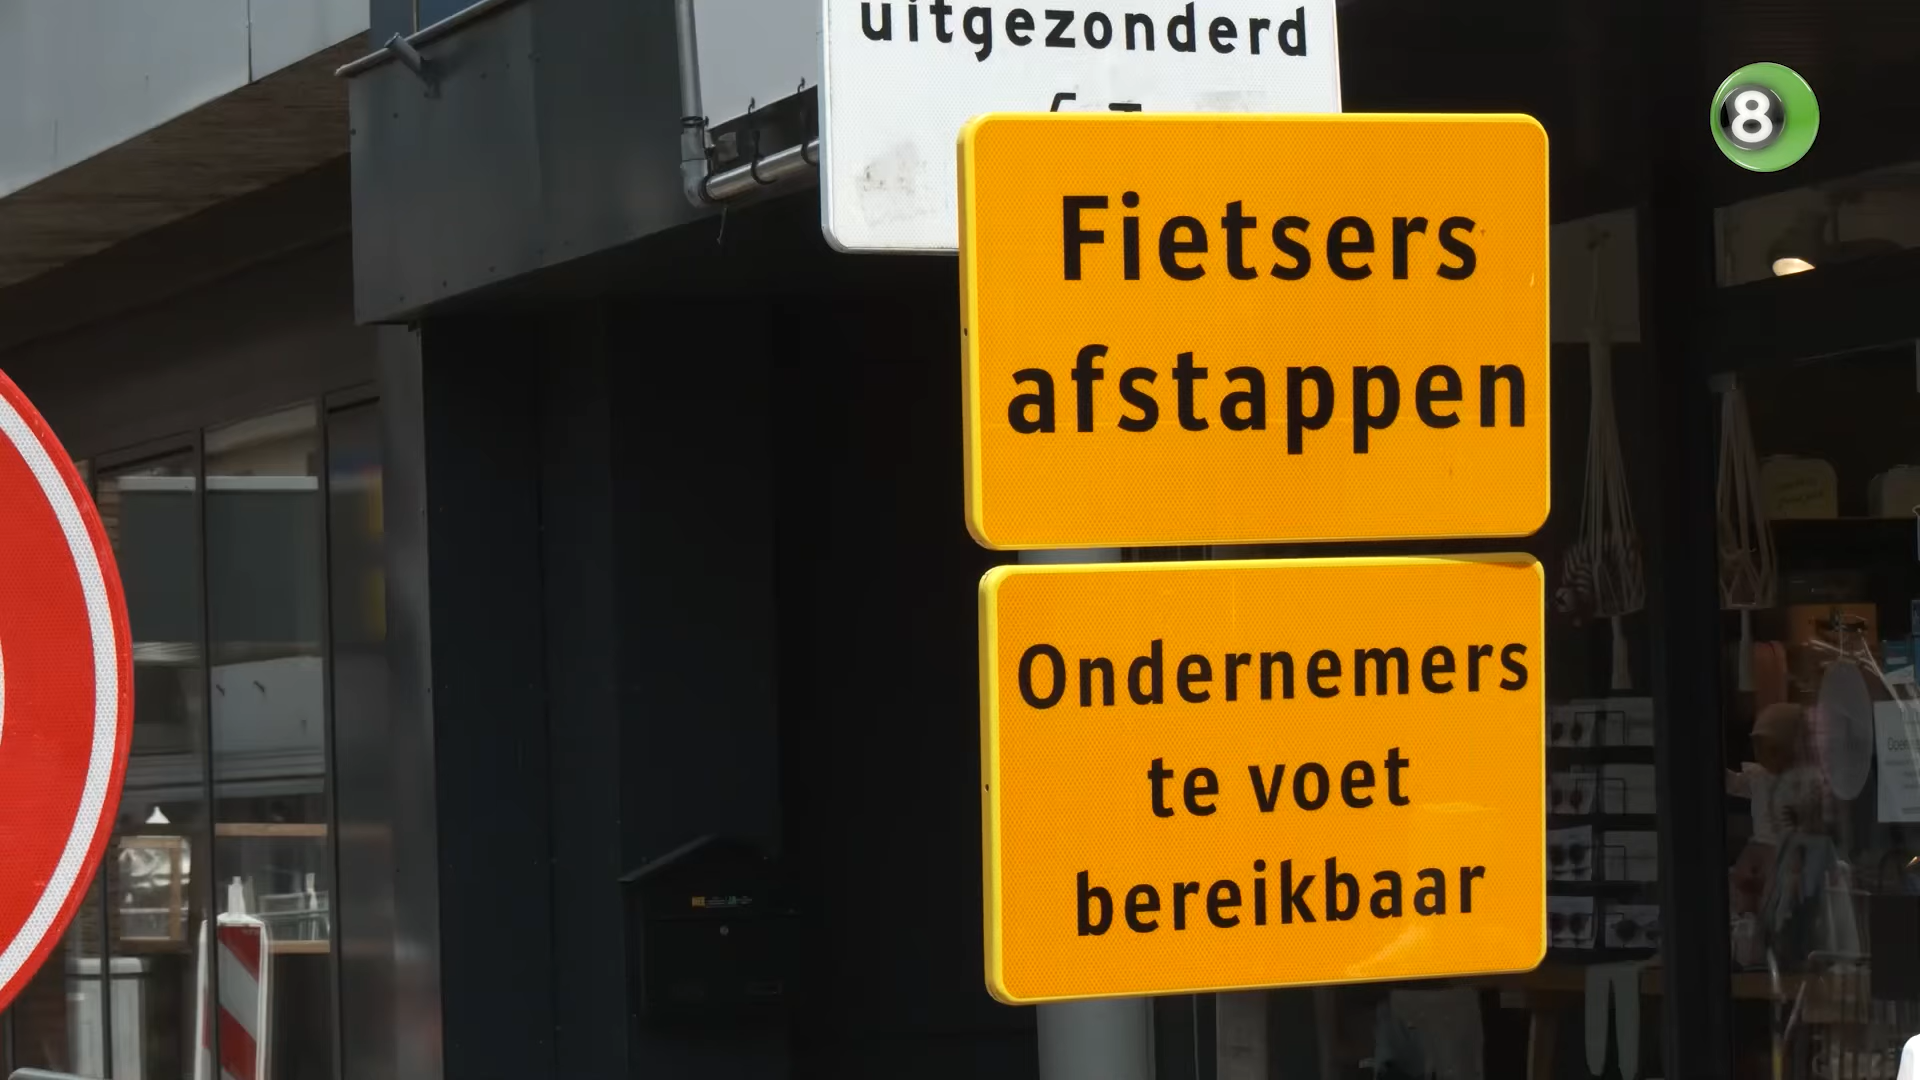 uitgezonderd
8
Fietsers
afstappen
Ondernemers
te voet
bereikbaar